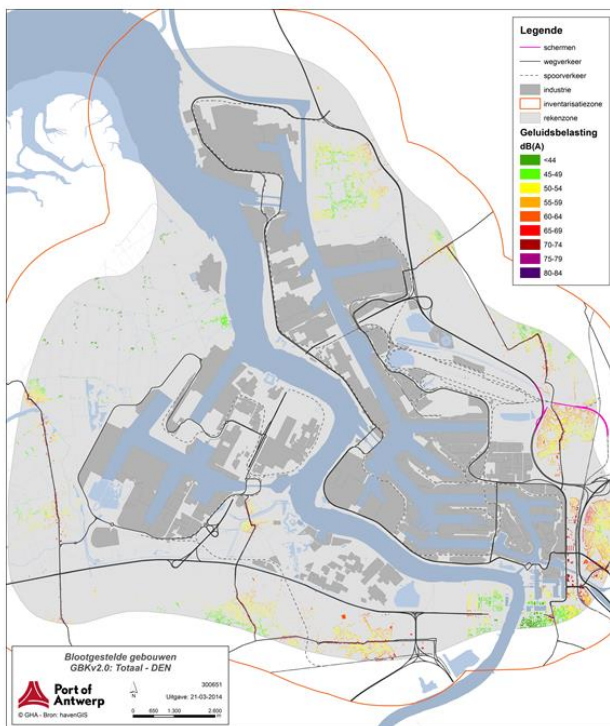 Legende
schermen
wegverkeer
spoorverkeer
industrie
inventarisatiezone
rekenzone
Geluidsbelasting
dB(A)
<44
45-49
50-54
55-59
60-64
65-69
70-74
75-79
80-84
Blootgestelde gebouwen
GBKv2.0: Totaal - DEN
Port of
Antwerp
© GHA - Bron: havenGIS
N
300651
Uitgave: 21-03-2014
0 650 1.300 2.600
m